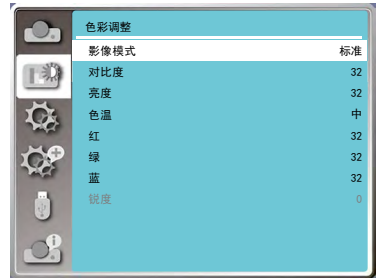 色彩调整
影像模式 标准
对比度 32
亮度 32
色温 中
红 32
绿 32
蓝 32
锐度 0